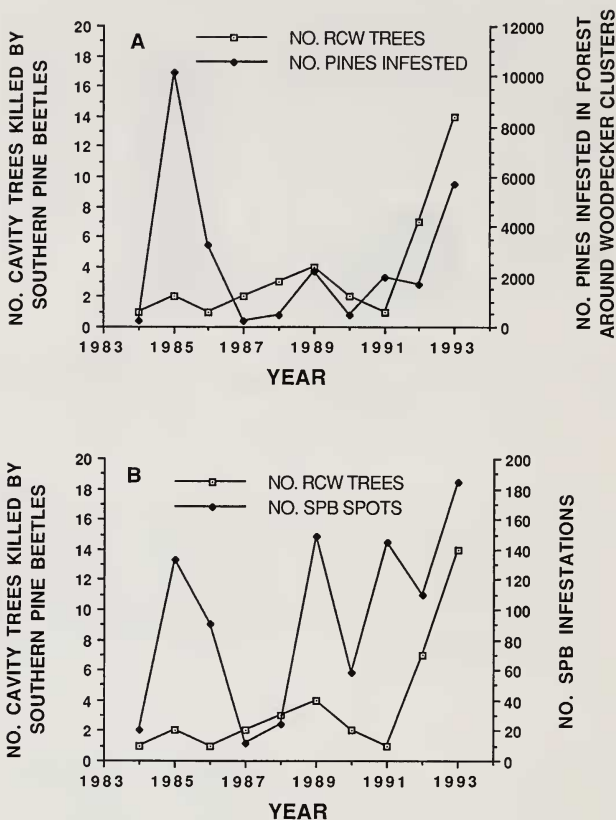 NO. CAVITY TREES KILLED BY
SOUTHERN PINE BEETLES
20
18
16
14
12
10
8
6
4
2
0
A
NO. RCW TREES
NO. PINES INFESTED
12000
10000
8000
6000
4000
2000
0
NO. PINES INFESTED IN FOREST
AROUND WOODPECKER CLUSTERS
1983 1985 1987 1989 1991 1993
YEAR
NO. CAVITY TREES KILLED BY
SOUTHERN PINE BEETLES
20
18
16
14
12
10
8
6
4
2
0
B
NO. RCW TREES
NO. SPB SPOTS
200
180
160
140
120
100
80
60
40
20
0
NO. SPB INFESTATIONS
1983 1985 1987 1989 1991 1993
YEAR